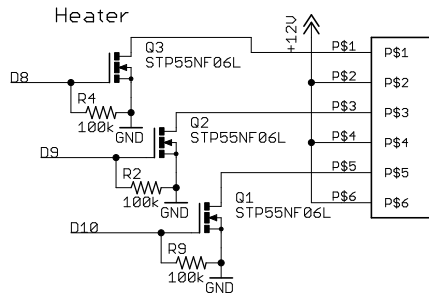 Heater
+12V
Q3
STP55NF06L
P$1 P$1
D8
P$2 P$2
R4
100k
GND
Q2
STP55NF06L
P$3 P$3
D9
P$4 P$4
R2
100k
GND
P$5 P$5
Q1
STP55NF06L
P$6 P$6
D10
R9
100k
GND